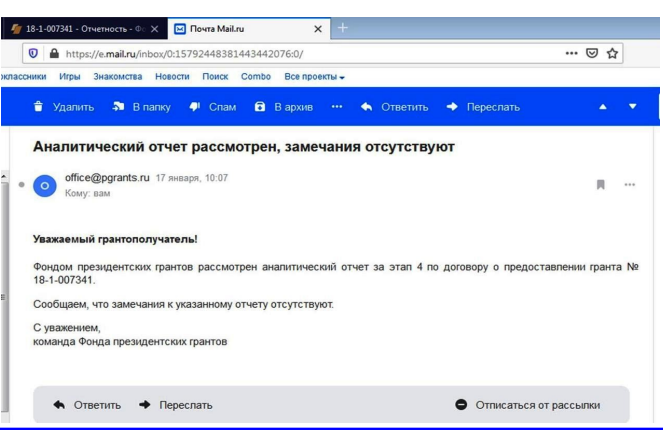 18-1-007341 - Отчетность - Фо
Почта Mail.ru
https://e.mail.ru/inbox/0:15792448381443442076:0/
Игры Знакомства Новости Поиск Combo Все проекты
Удалить В папку Спам В архив Ответить Переслать
Аналитический отчет рассмотрен, замечания отсутствуют
О
office@pgrants.ru 17 января, 10:07
Кому: вам
Уважаемый грантополучатель!
Фондом президентских грантов рассмотрен аналитический отчет за этап 4 по договору о предоставлении гранта №
18-1-007341.
Сообщаем, что замечания к указанному отчету отсутствуют.
С уважением,
команда Фонда президентских грантов
Ответить Переслать Отписаться от рассылки